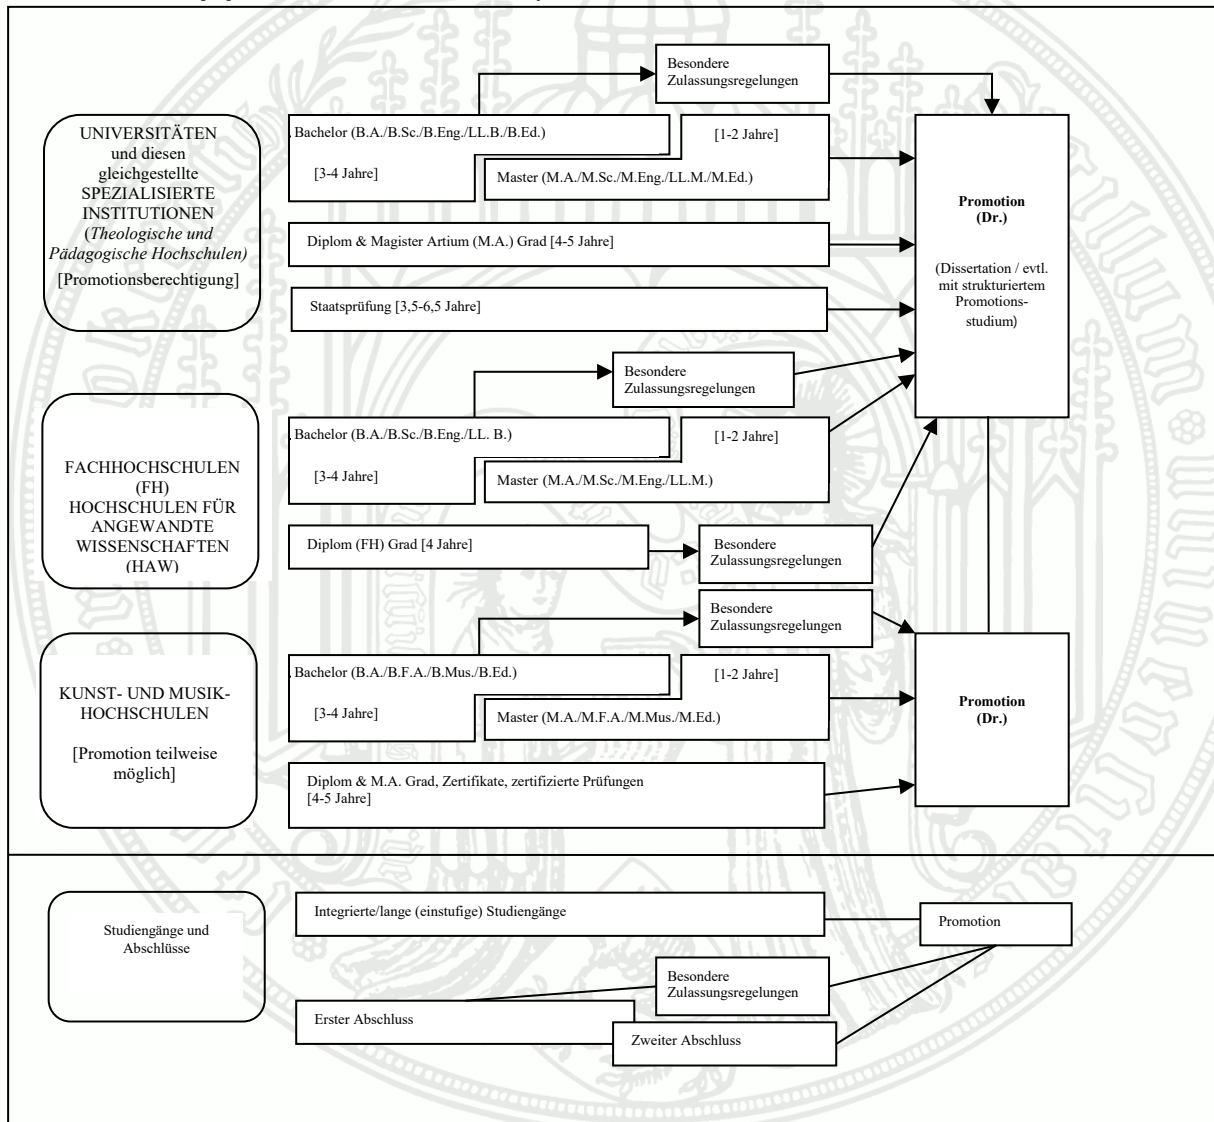 Besondere
Zulassungsregelungen
UNIVERSITÄTEN
und diesen
gleichgestellte
SPEZIALISIERTE
INSTITUTIONEN
(Theologische und
Pädagogische Hochschulen)
[Promotionsberechtigung]
Bachelor (B.A./B.Sc./B.Eng./LL.B./B.Ed.)
[3-4 Jahre]
[1-2 Jahre]
Master (M.A./M.Sc./M.Eng./LL.M./M.Ed.)
Diplom & Magister Artium (M.A.) Grad [4-5 Jahre]
Staatsprüfung [3,5-6,5 Jahre]
Promotion
(Dr.)
(Dissertation / evtl.
mit strukturiertem
Promotions-
studium)
FACHHOCHSCHULEN
(FH)
HOCHSCHULEN FÜR
ANGEWANDTE
WISSENSCHAFTEN
(HAW)
Besondere
Zulassungsregelungen
Bachelor (B.A./B.Sc./B.Eng./LL. B.)
[3-4 Jahre]
[1-2 Jahre]
Master (M.A./M.Sc./M.Eng./LL.M.)
Diplom (FH) Grad [4 Jahre]
Besondere
Zulassungsregelungen
KUNST- UND MUSIK-
HOCHSCHULEN
[Promotion teilweise
möglich]
Besondere
Zulassungsregelungen
Bachelor (B.A./B.F.A./B.Mus./B.Ed.)
[3-4 Jahre]
[1-2 Jahre]
Master (M.A./M.F.A./M.Mus./M.Ed.)
Diplom & M.A. Grad, Zertifikate, zertifizierte Prüfungen
[4-5 Jahre]
Promotion
(Dr.)
Studiengänge und
Abschlüsse
Integrierte/lange (einstufige) Studiengänge
Promotion
Besondere
Zulassungsregelungen
Erster Abschluss
Zweiter Abschluss